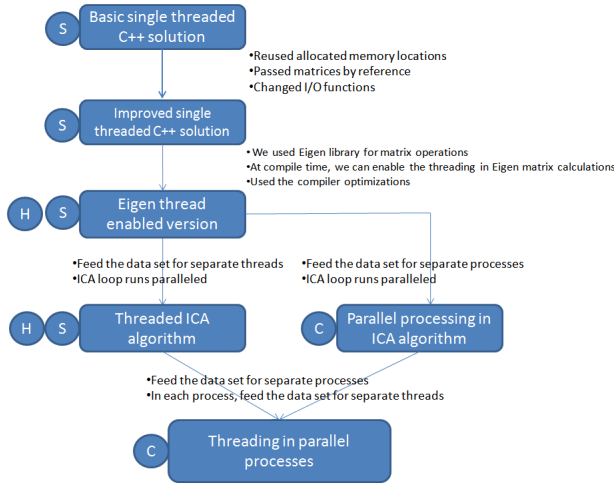 S
Basic single threaded
C++ solution
•Reused allocated memory locations
•Passed matrices by reference
•Changed I/O functions
S
Improved single
threaded C++ solution
• We used Eigen library for matrix operations
•At compile time, we can enable the threading in Eigen matrix calculations
•Used the compiler optimizations
H
S
Eigen thread
enabled version
•Feed the data set for separate threads
•ICA loop runs paralleled
•Feed the data set for separate processes
•ICA loop runs paralleled
H
S
Threaded ICA
algorithm
C
Parallel processing in
ICA algorithm
•Feed the data set for separate processes
•In each process, feed the data set for separate threads
C
Threading in parallel
processes